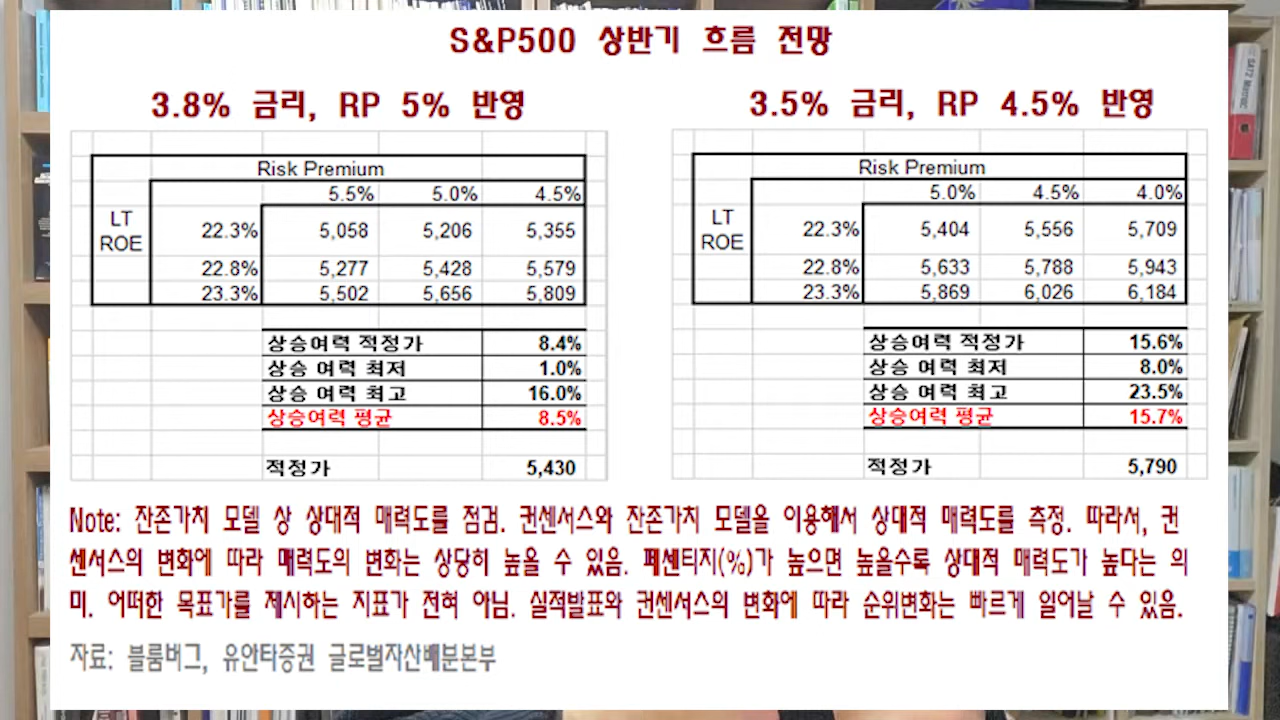 S&P500 상반기 흐름 전망
3.8% 금리, RP 5% 반영
Risk Premium
5.5% 5.0% 4.5%
LT ROE
22.3% 5,058 5,206 5,355
22.8% 5,277 5,428 5,579
23.3% 5,502 5,656 5,809
상승여력 적정가 8.4%
상승 여력 최저 1.0%
상승 여력 최고 16.0%
상승여력 평균 8.5%
적정가 5,430
3.5% 금리, RP 4.5% 반영
Risk Premium
5.0% 4.5% 4.0%
LT ROE
22.3% 5,404 5,556 5,709
22.8% 5,633 5,788 5,943
23.3% 5,869 6,026 6,184
상승여력 적정가 15.6%
상승 여력 최저 8.0%
상승 여력 최고 23.5%
상승여력 평균 15.7%
적정가 5,790
Note: 잔존가치 모델 상 상대적 매력도를 점검. 컨센서스와 잔존가치 모델을 이용해서 상대적 매력도를 측정. 따라서, 컨
센서스의 변화에 따라 매력도의 변화는 상당히 높을 수 있음. 퍼센티지(%)가 높으면 높을수록 상대적 매력도가 높다는 의
미. 어떠한 목표가를 제시하는 지표가 전혀 아님. 실적발표와 컨센서스의 변화에 따라 순위변화는 빠르게 일어날 수 있음.
자료: 블룸버그, 유안타증권 글로벌자산배분본부